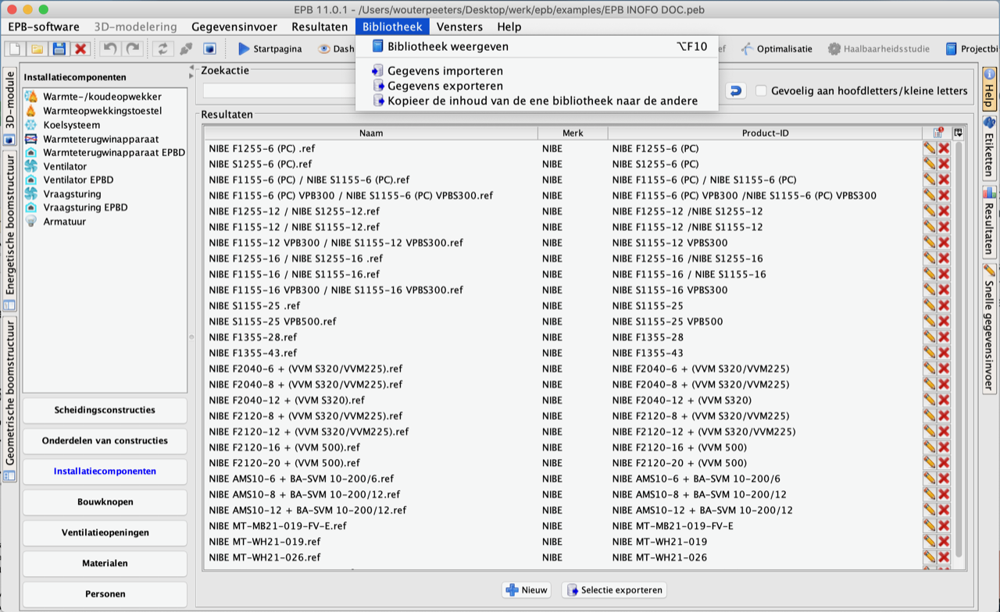 EPB 11.0.1 - /Users/wouterpeeters/Desktop/werk/epb/examples/EPB INOFO DOC.peb
EPB-software 3D-modelering Gegevensinvoer Resultaten Bibliotheek Vensters Help
Startpagina Dash ef Optimalisatie Haalbaarheidsstudie Projectbi
Bibliotheek weergeven ⌥F10
Gegevens importeren
Gegevens exporteren
Kopieer de inhoud van de ene bibliotheek naar de andere
3D-module
Energetische boomstructuur
Geometrische boomstructuur
Installatiecomponenten
Warmte-/koudeopwekker
Warmteopwekkingstoestel
Koelsysteem
Warmteterugwinapparaat
Warmteterugwinapparaat EPBD
Ventilator
Ventilator EPBD
Vraagsturing
Vraagsturing EPBD
Armatuur
Scheidingsconstructies
Onderdelen van constructies
Installatiecomponenten
Bouwknopen
Ventilatieopeningen
Materialen
Personen
Zoekactie
Gevoelig aan hoofdletters/kleine letters
Resultaten
Naam Merk Product-ID
NIBE F1255-6 (PC) .ref NIBE NIBE F1255-6 (PC)
NIBE S1255-6 (PC).ref NIBE NIBE S1255-6 (PC)
NIBE F1155-6 (PC) / NIBE S1155-6 (PC).ref NIBE NIBE F1155-6 (PC) / NIBE S1155-6 (PC)
NIBE F1155-6 (PC) VPB300 / NIBE S1155-6 (PC) VPBS300.ref NIBE NIBE F1155-6 (PC) VPB300 /NIBE S1155-6 (PC) VPBS300
NIBE F1255-12 / NIBE S1255-12.ref NIBE NIBE F1255-12 /NIBE S1255-12
NIBE F1155-12 / NIBE S1155-12.ref NIBE NIBE F1155-12 /NIBE S1155-12
NIBE F1155-12 VPB300 / NIBE S1155-12 VPBS300.ref NIBE NIBE S1155-12 VPBS300
NIBE F1255-16 / NIBE S1255-16 .ref NIBE NIBE F1255-16 /NIBE S1255-16
NIBE F1155-16 / NIBE S1155-16.ref NIBE NIBE F1155-16 / NIBE S1155-16
NIBE F1155-16 VPB300 / NIBE S1155-16 VPBS300.ref NIBE NIBE S1155-16 VPBS300
NIBE S1155-25 .ref NIBE NIBE S1155-25
NIBE S1155-25 VPB500.ref NIBE NIBE S1155-25 VPB500
NIBE F1355-28.ref NIBE NIBE F1355-28
NIBE F1355-43.ref NIBE NIBE F1355-43
NIBE F2040-6 + (VVM S320/VVM225).ref NIBE NIBE F2040-6 + (VVM S320/VVM225)
NIBE F2040-8 + (VVM S320/VVM225).ref NIBE NIBE F2040-8 + (VVM S320/VVM225)
NIBE F2040-12 + (VVM S320).ref NIBE NIBE F2040-12 + (VVM S320)
NIBE F2120-8 + (VVM S320/VVM225).ref NIBE NIBE F2120-8 + (VVM S320/VVM225)
NIBE F2120-12 + (VVM S320/VVM225).ref NIBE NIBE F2120-12 + (VVM S320/VVM225)
NIBE F2120-16 + (VVM 500).ref NIBE NIBE F2120-16 + (VVM 500)
NIBE F2120-20 + (VVM 500).ref NIBE NIBE F2120-20 + (VVM 500)
NIBE AMS10-6 + BA-SVM 10-200/6.ref NIBE NIBE AMS10-6 + BA-SVM 10-200/6
NIBE AMS10-8 + BA-SVM 10-200/12.ref NIBE NIBE AMS10-8 + BA-SVM 10-200/12
NIBE AMS10-12 + BA-SVM 10-200/12.ref NIBE NIBE AMS10-12 + BA-SVM 10-200/12
NIBE MT-MB21-019-FV-E.ref NIBE NIBE MT-MB21-019-FV-E
NIBE MT-WH21-019.ref NIBE NIBE MT-WH21-019
NIBE MT-WH21-026.ref NIBE NIBE MT-WH21-026
Nieuw Selectie exporteren
Help
Etiketten
Resultaten
Snelle gegevensinvoer